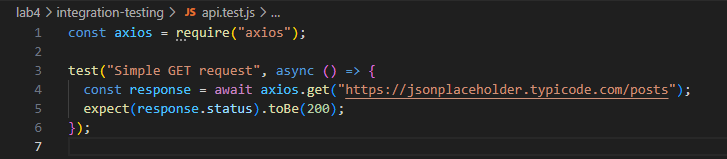 lab4 > integration-testing > JS api.test.js > ...
1 const axios = require("axios");
2
3 test("Simple GET request", async () => {
4   const response = await axios.get("https://jsonplaceholder.typicode.com/posts");
5   expect(response.status).toBe(200);
6 });
7